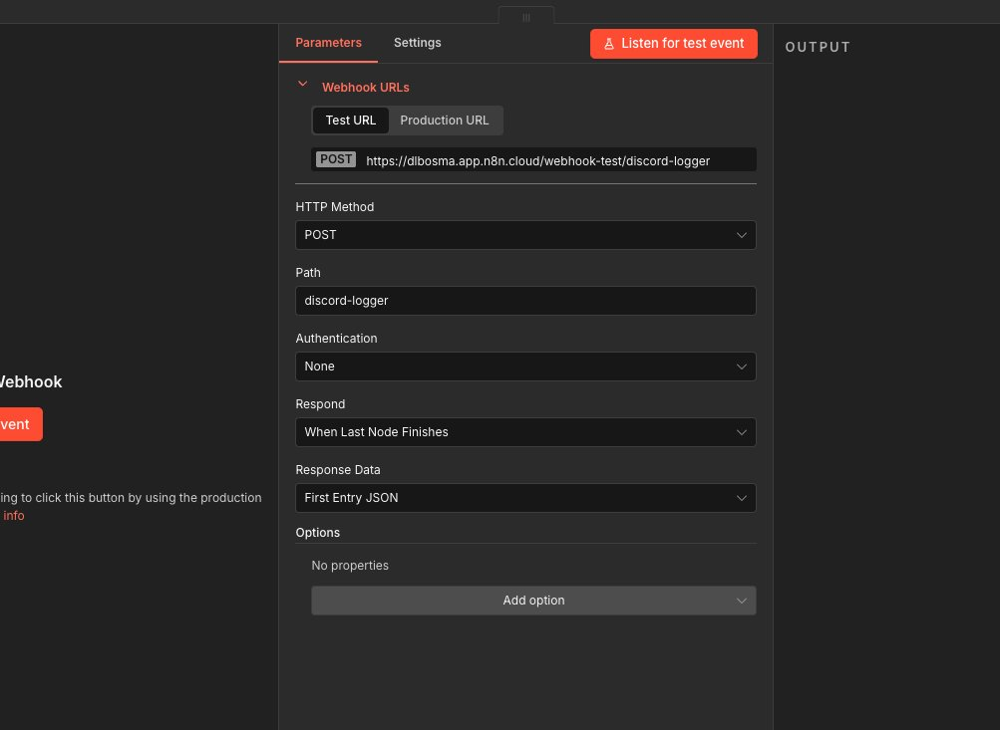 Parameters
Settings
Listen for test event
OUTPUT
Webhook URLs
Test URL
Production URL
POST
https://dlbosma.app.n8n.cloud/webhook-test/discord-logger
HTTP Method
POST
Path
discord-logger
Authentication
None
Respond
When Last Node Finishes
Response Data
First Entry JSON
Options
No properties
Add option
Webhook
vent
ing to click this button by using the production
info